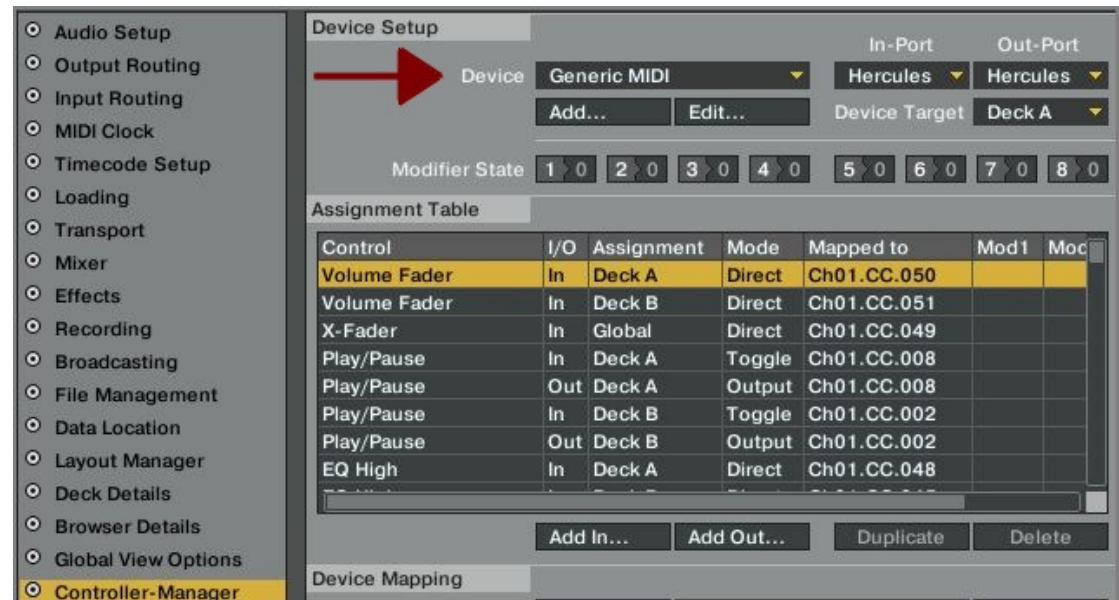 Audio Setup
Output Routing
Input Routing
MIDI Clock
Timecode Setup
Loading
Transport
Mixer
Effects
Recording
Broadcasting
File Management
Data Location
Layout Manager
Deck Details
Browser Details
Global View Options
Controller-Manager
Device Setup
In-Port Out-Port
Device Generic MIDI Hercules Hercules
Add... Edit... Device Target Deck A
Modifier State 1 0 2 0 3 0 4 0 5 0 6 0 7 0 8 0
Assignment Table
Control I/O Assignment Mode Mapped to Mod1
Volume Fader In Deck A Direct Ch01.CC.050
Volume Fader In Deck B Direct Ch01.CC.051
X-Fader In Global Direct Ch01.CC.049
Play/Pause In Deck A Toggle Ch01.CC.008
Play/Pause Out Deck A Output Ch01.CC.008
Play/Pause In Deck B Toggle Ch01.CC.002
Play/Pause Out Deck B Output Ch01.CC.002
EQ High In Deck A Direct Ch01.CC.048
Add In... Add Out... Duplicate Delete
Device Mapping